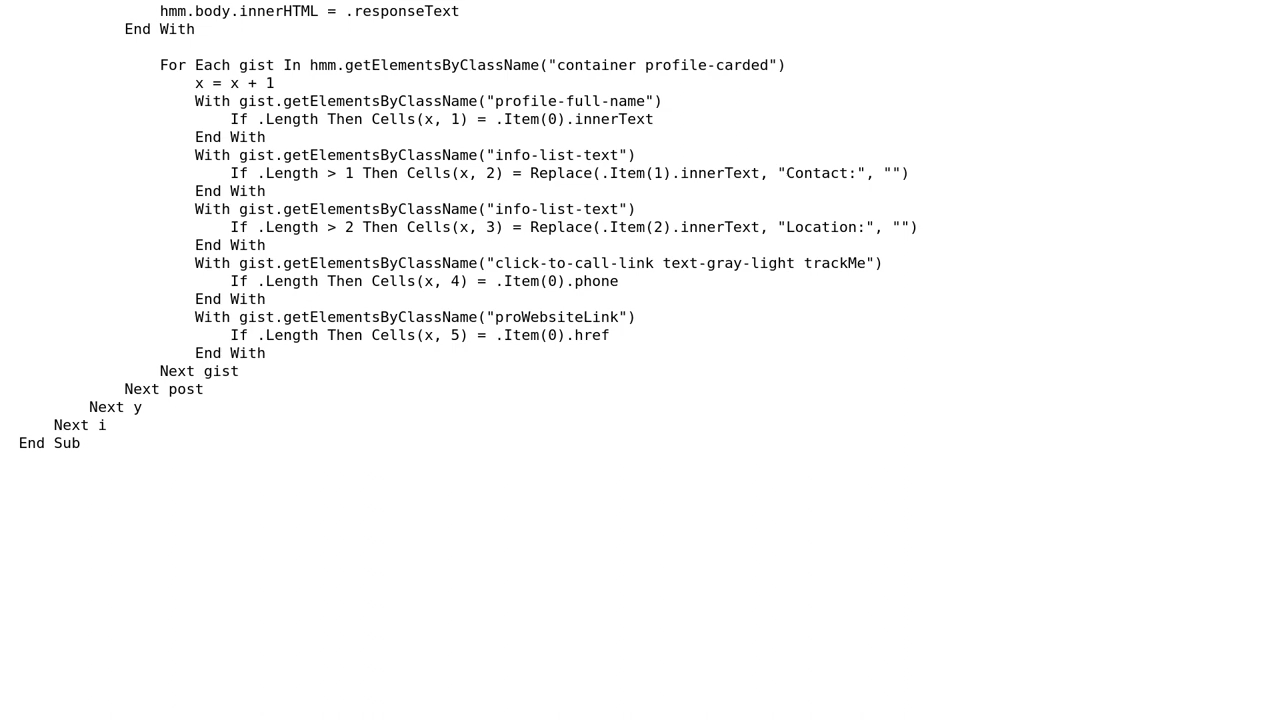 hmm.body.innerHTML = .responseText
End With
For Each gist In hmm.getElementsByClassName("container profile-carded")
x = x + 1
With gist.getElementsByClassName("profile-full-name")
If .Length Then Cells(x, 1) = .Item(0).innerText
End With
With gist.getElementsByClassName("info-list-text")
If .Length > 1 Then Cells(x, 2) = Replace(.Item(1).innerText, "Contact:", "")
End With
With gist.getElementsByClassName("info-list-text")
If .Length > 2 Then Cells(x, 3) = Replace(.Item(2).innerText, "Location:", "")
End With
With gist.getElementsByClassName("click-to-call-link text-gray-light trackMe")
If .Length Then Cells(x, 4) = .Item(0).phone
End With
With gist.getElementsByClassName("proWebsiteLink")
If .Length Then Cells(x, 5) = .Item(0).href
End With
Next gist
Next post
Next y
Next i
End Sub